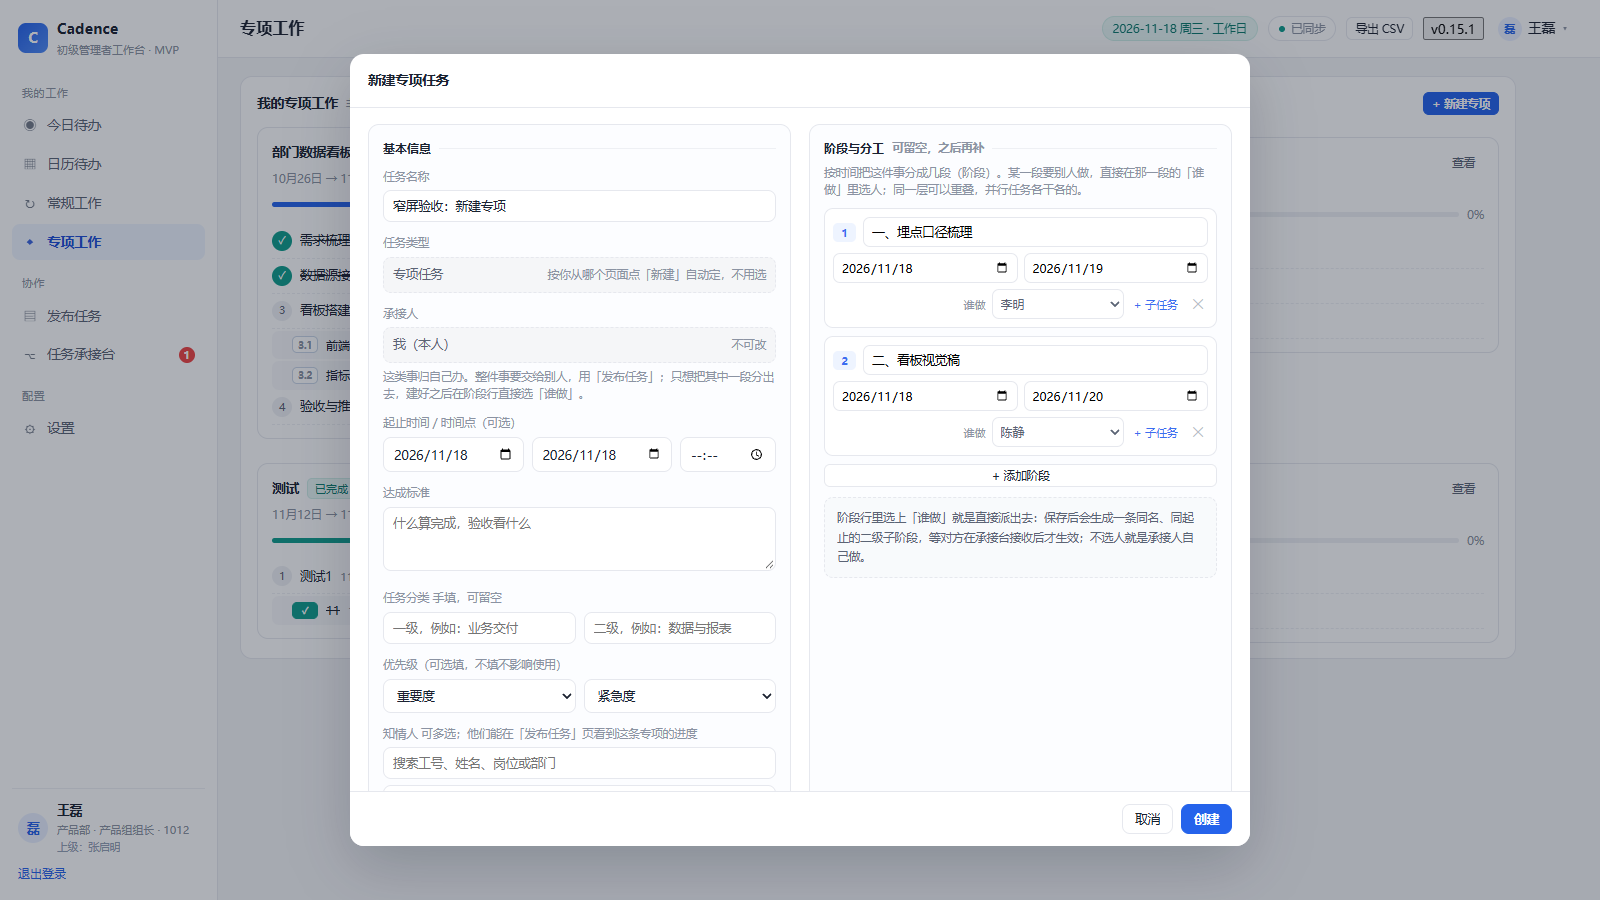 C
Cadence
初级管理者工作台 · MVP
我的工作
今日待办
日历待办
常规工作
专项工作
协作
发布任务
任务承接台
1
配置
设置
磊
王磊
产品部 · 产品组组长 · 1012
上级：张启明
退出登录
专项工作
2026-11-18 周三 · 工作日
已同步
导出 CSV
v0.15.1
磊 王磊
我的专项工作
+ 新建专项
部门数据看板
10月26日 → 1
查看
0%
需求梳理
数据源接
3 看板搭建
3.1 前端
3.2 指标
4 验收与推
测试 已完成
11月12日 → 1
查看
0%
1 测试1 1
11
新建专项任务
基本信息
任务名称
窄屏验收：新建专项
任务类型
专项任务 按你从哪个页面点「新建」自动定，不用选
承接人
我（本人） 不可改
这类事归自己办。整件事要交给别人，用「发布任务」；只想把其中一段分出
去，建好之后在阶段行直接选「谁做」。
起止时间 / 时间点（可选）
2026/11/18 2026/11/18 --:--
达成标准
什么算完成，验收看什么
任务分类 手填，可留空
一级，例如：业务交付 二级，例如：数据与报表
优先级（可选填，不填不影响使用）
重要度 紧急度
知情人 可多选；他们能在「发布任务」页看到这条专项的进度
搜索工号、姓名、岗位或部门
阶段与分工 可留空，之后再补
按时间把这件事分成几段（阶段）。某一段要别人做，直接在那一段的「谁
做」里选人；同一层可以重叠，并行任务各干各的。
1 一、埋点口径梳理
2026/11/18 2026/11/19
谁做 李明 + 子任务
2 二、看板视觉稿
2026/11/18 2026/11/20
谁做 陈静 + 子任务
+ 添加阶段
阶段行里选上「谁做」就是直接派出去：保存后会生成一条同名、同起
止的二级子阶段，等对方在承接台接收后才生效；不选人就是承接人自
己做。
取消 创建